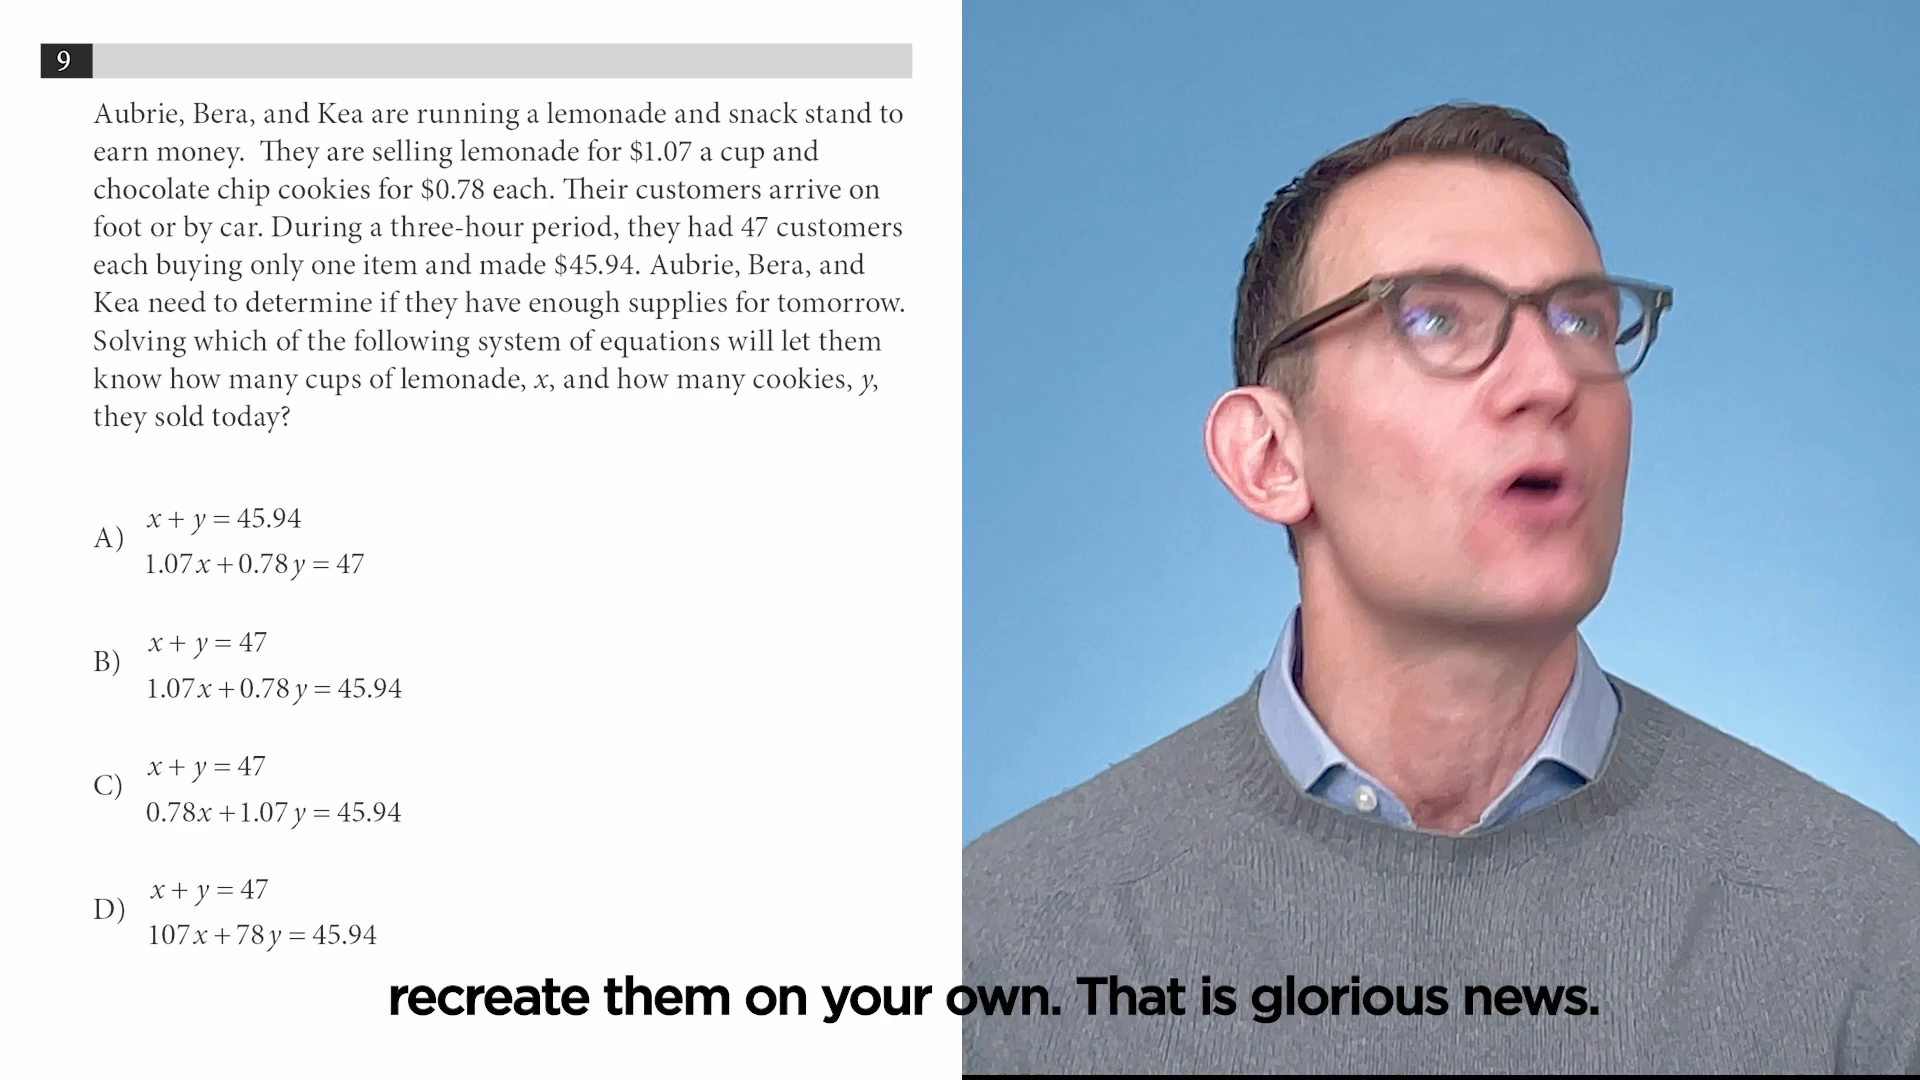 9
Aubrie, Bera, and Kea are running a lemonade and snack stand to
earn money.  They are selling lemonade for $1.07 a cup and
chocolate chip cookies for $0.78 each. Their customers arrive on
foot or by car. During a three-hour period, they had 47 customers
each buying only one item and made $45.94. Aubrie, Bera, and
Kea need to determine if they have enough supplies for tomorrow.
Solving which of the following system of equations will let them
know how many cups of lemonade, x, and how many cookies, y,
they sold today?
A)
x + y = 45.94
1.07x + 0.78y = 47
B)
x + y = 47
1.07x + 0.78y = 45.94
C)
x + y = 47
0.78x + 1.07y = 45.94
D)
x + y = 47
107x + 78y = 45.94
recreate them on your own. That is glorious news.